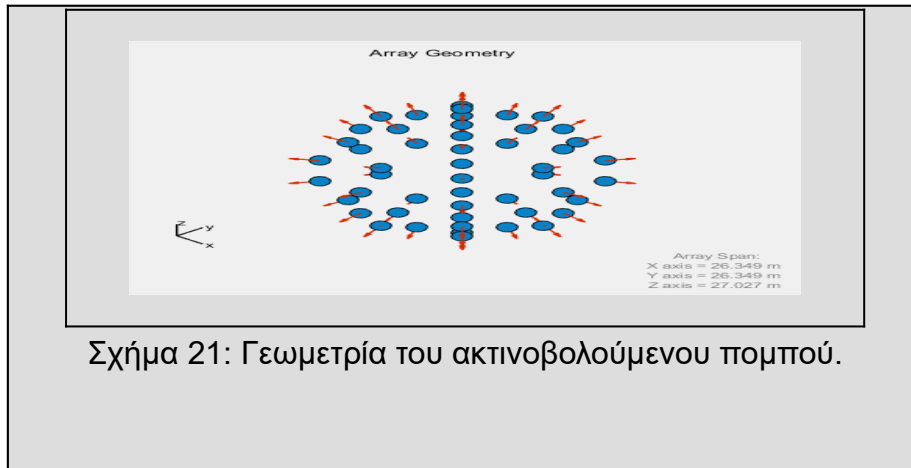 Array Geometry
z
y
x
Array Span:
X axis = 26.349 m
Y axis = 26.349 m
Z axis = 27.027 m
Σχήμα 21: Γεωμετρία του ακτινοβολούμενου πομπού.